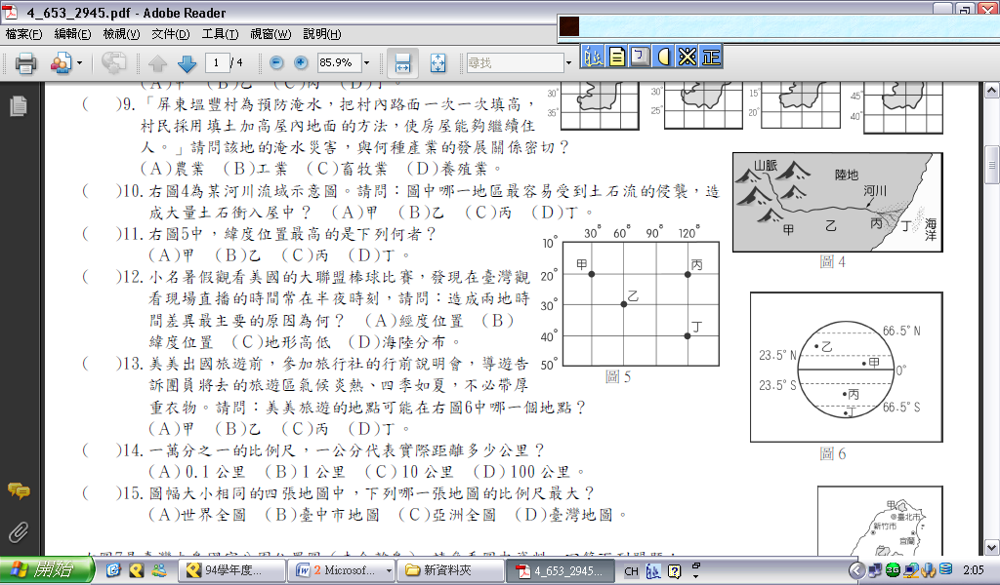 4_653_2945.pdf - Adobe Reader
檔案(F) 編輯(E) 檢視(V) 文件(D) 工具(T) 視窗(W) 說明(H)
1 / 4 85.9% 尋找
正
( )9.「屏東塭豐村為預防淹水，把村內路面一次一次填高，
村民採用填土加高屋內地面的方法，使房屋能夠繼續住
人。」請問該地的淹水災害，與何種產業的發展關係密切？
(A)農業 (B)工業 (C)畜牧業 (D)養殖業。
( )10.右圖4為某河川流域示意圖。請問：圖中哪一地區最容易受到土石流的侵襲，造
成大量土石衝入屋中？ (A)甲 (B)乙 (C)丙 (D)丁。
( )11.右圖5中，緯度位置最高的是下列何者？
(A)甲 (B)乙 (C)丙 (D)丁。
( )12.小名暑假觀看美國的大聯盟棒球比賽，發現在臺灣觀
看現場直播的時間常在半夜時刻，請問：造成兩地時
間差異最主要的原因為何？ (A)經度位置 (B)
緯度位置 (C)地形高低 (D)海陸分布。
( )13.美美出國旅遊前，參加旅行社的行前說明會，導遊告
訴團員將去的旅遊區氣候炎熱、四季如夏，不必帶厚
重衣物。請問：美美旅遊的地點可能在右圖6中哪一個地點？
(A)甲 (B)乙 (C)丙 (D)丁。
( )14.一萬分之一的比例尺，一公分代表實際距離多少公里？
(A)0.1公里 (B)1公里 (C)10公里 (D)100公里。
( )15.圖幅大小相同的四張地圖中，下列哪一張地圖的比例尺最大？
(A)世界全圖 (B)臺中市地圖 (C)亞洲全圖 (D)臺灣地圖。
30°
35°
30°
25°
15°
20°
45°
40°
山脈 陸地
河川
甲 乙 丙 丁 海洋
圖4
30° 60° 90° 120°
10°
甲 丙
20°
乙
30°
丁
40°
50°
圖5
66.5°N
乙
23.5°N
甲
0°
23.5°S
丙
丁
66.5°S
圖6
甲
臺北市
新竹市
宜蘭
開始
94學年度...
2 Microsof...
新資料夾
4_653_2945....
CH
2:05